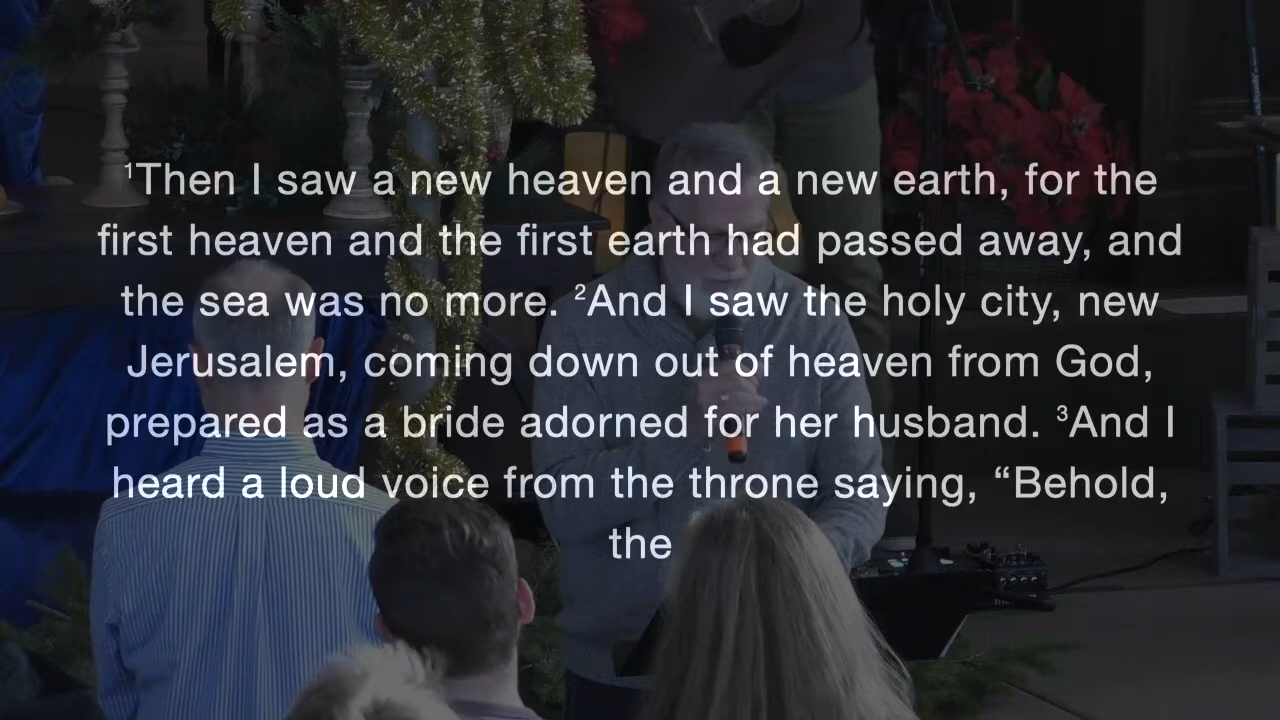 ¹Then I saw a new heaven and a new earth, for the
first heaven and the first earth had passed away, and
the sea was no more. ²And I saw the holy city, new
Jerusalem, coming down out of heaven from God,
prepared as a bride adorned for her husband. ³And I
heard a loud voice from the throne saying, “Behold,
the